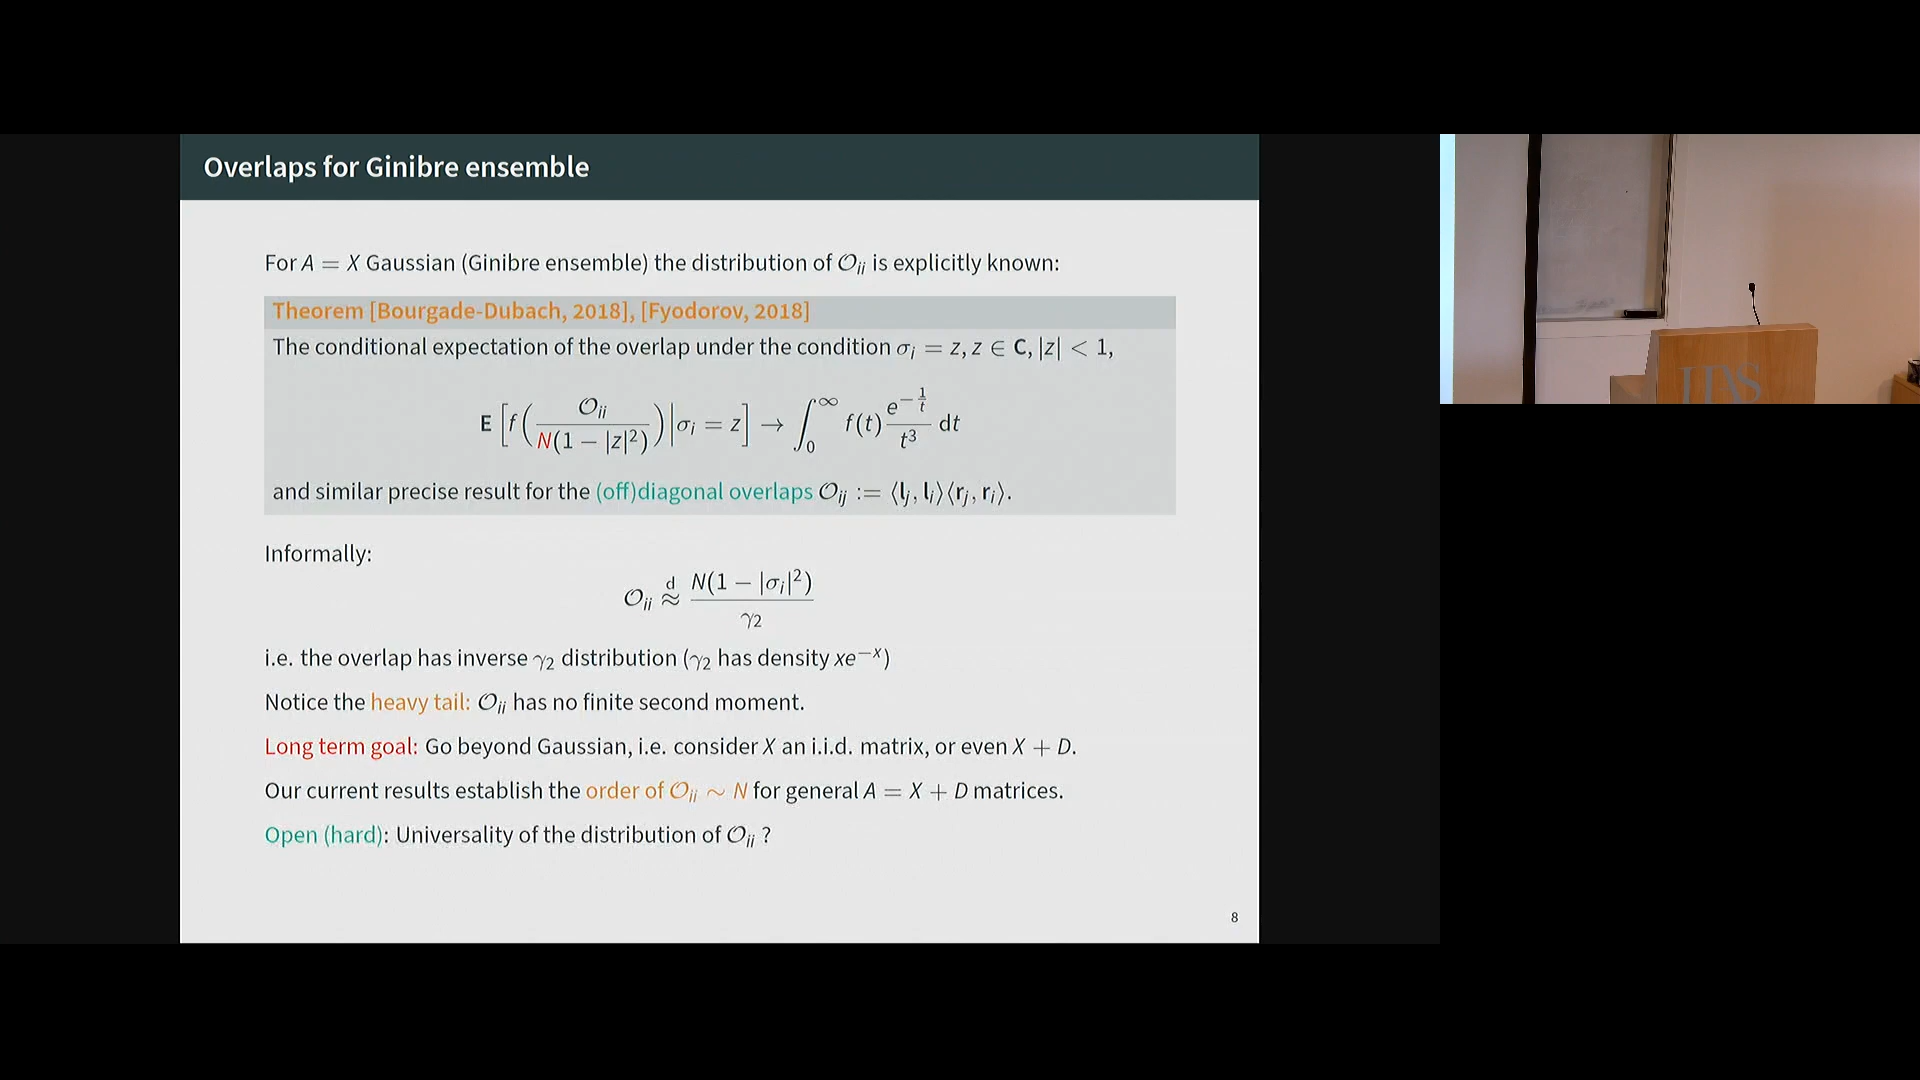 Overlaps for Ginibre ensemble
For A = X Gaussian (Ginibre ensemble) the distribution of 𝒪ᵢᵢ is explicitly known:
Theorem [Bourgade-Dubach, 2018], [Fyodorov, 2018]
The conditional expectation of the overlap under the condition σᵢ = z, z ∈ C, |z| < 1,
E [ f( 𝒪ᵢᵢ / N(1 − |z|²) ) | σᵢ = z ] → ∫₀^∞ f(t) e^{−1/t} / t³ dt
and similar precise result for the (off)diagonal overlaps 𝒪ᵢⱼ := ⟨lⱼ, lᵢ⟩⟨rⱼ, rᵢ⟩.
Informally:
𝒪ᵢᵢ ≈^d N(1 − |σᵢ|²) / γ₂
i.e. the overlap has inverse γ₂ distribution (γ₂ has density xe^{−x})
Notice the heavy tail: 𝒪ᵢᵢ has no finite second moment.
Long term goal: Go beyond Gaussian, i.e. consider X an i.i.d. matrix, or even X + D.
Our current results establish the order of 𝒪ᵢᵢ ∼ N for general A = X + D matrices.
Open (hard): Universality of the distribution of 𝒪ᵢᵢ ?
8